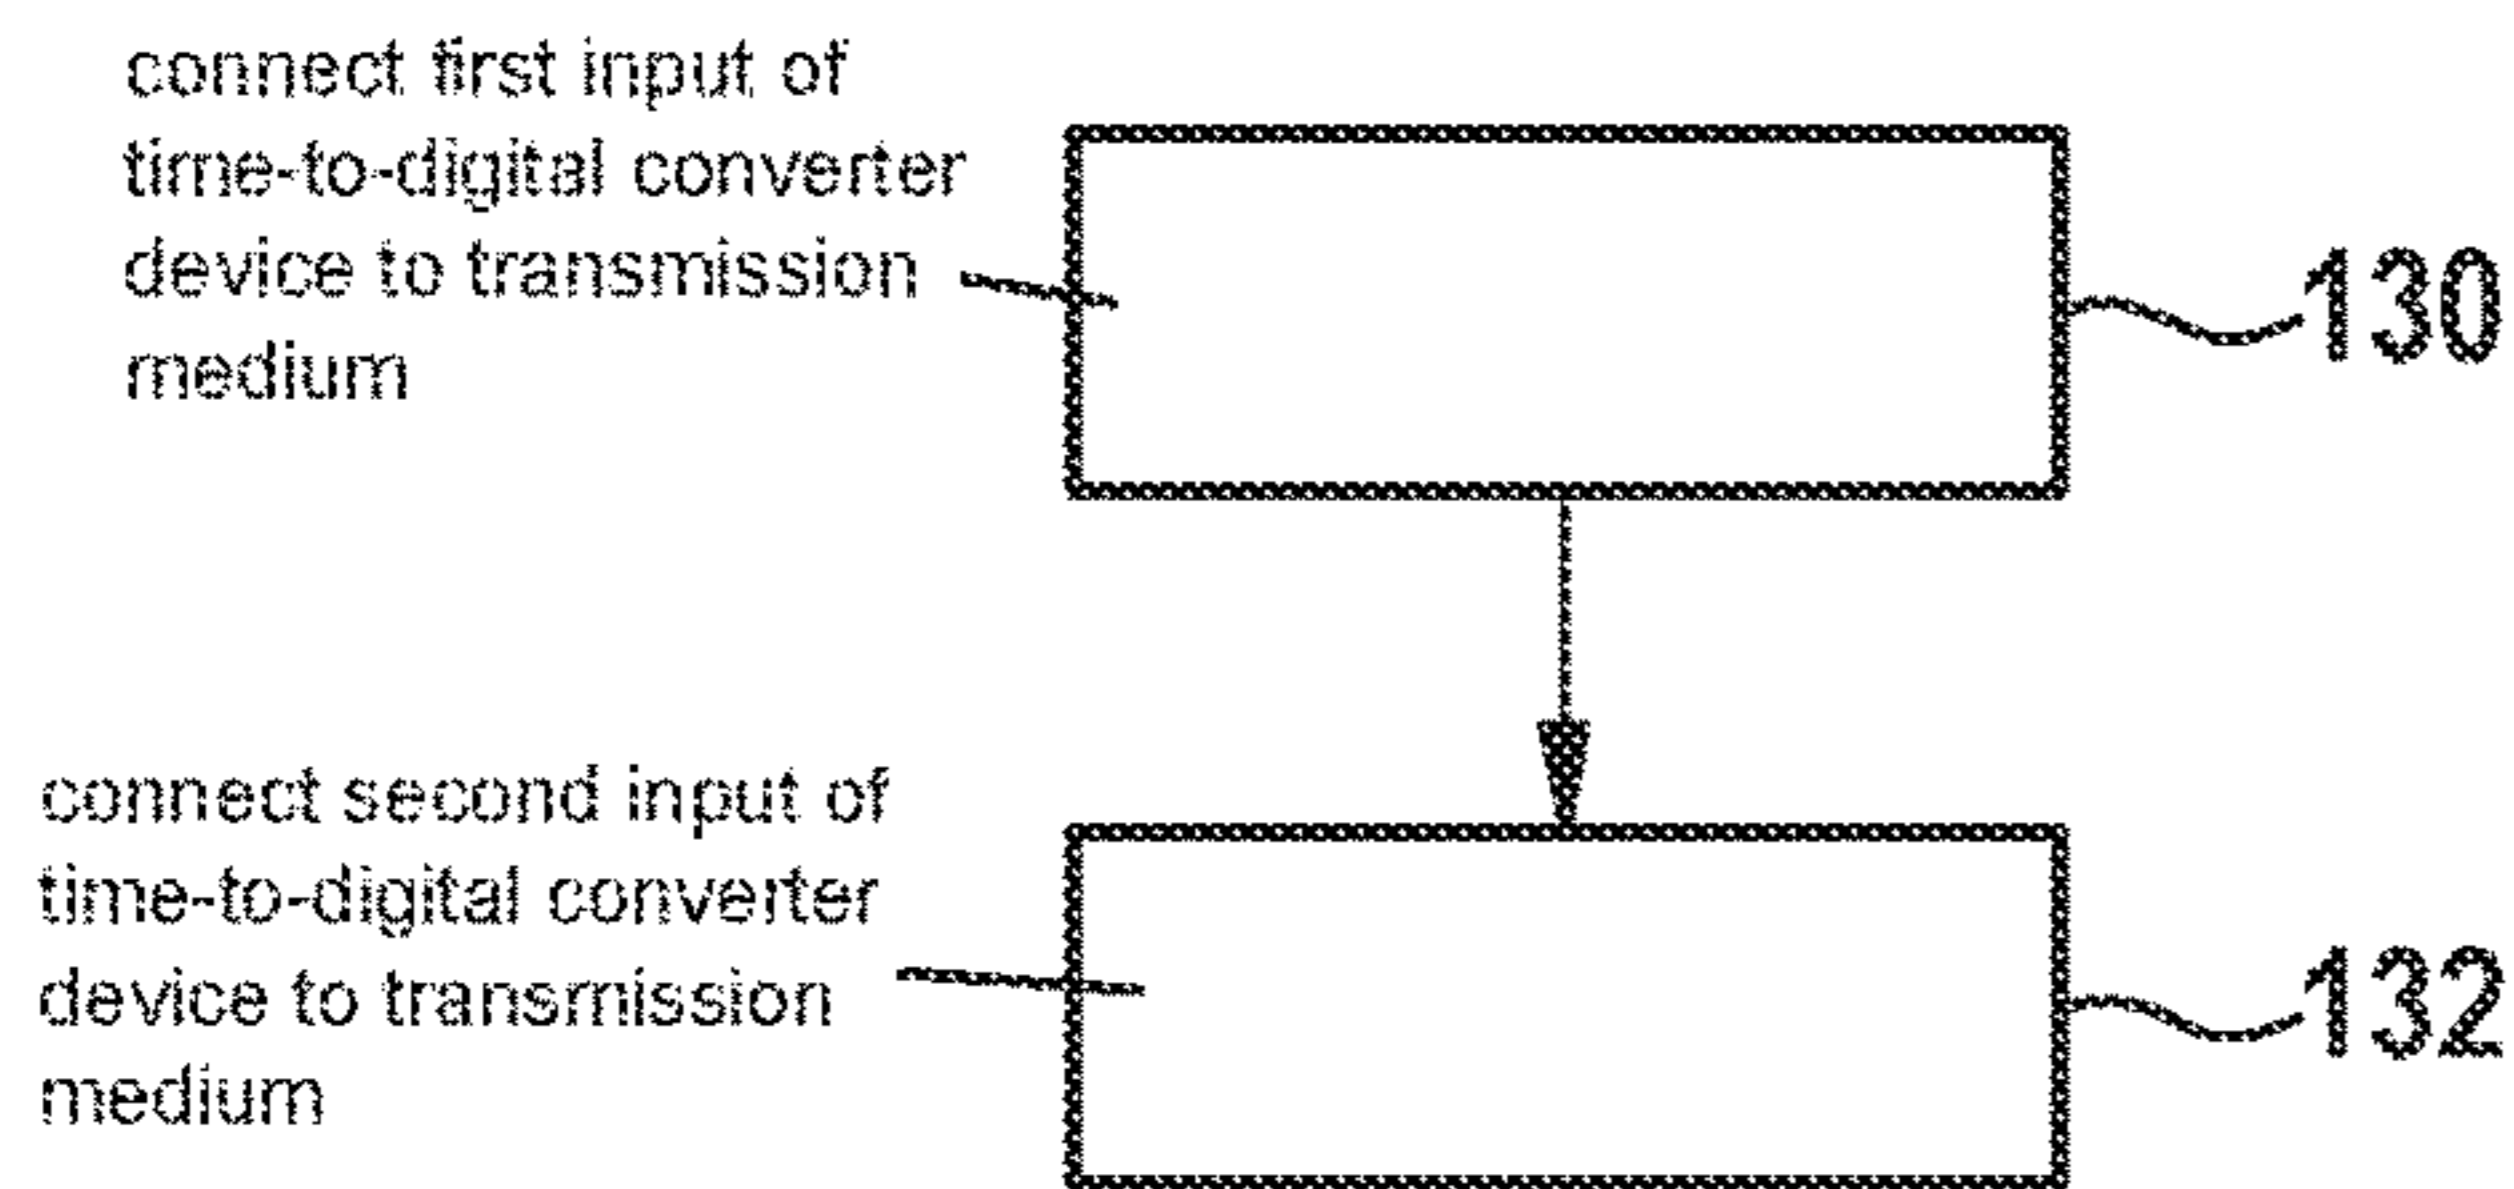 connect first input of
time-to-digital converter
device to transmission
medium
130
connect second input of
time-to-digital converter
device to transmission
medium
132